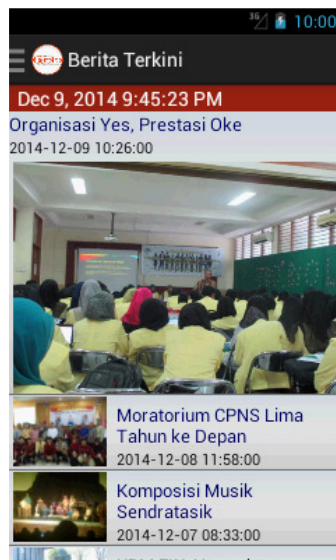 36
10:00
Berita Terkini
Dec 9, 2014 9:45:23 PM
Organisasi Yes, Prestasi Oke
2014-12-09 10:26:00
Moratorium CPNS Lima
Tahun ke Depan
2014-12-08 11:58:00
Komposisi Musik
Sendratasik
2014-12-07 08:33:00